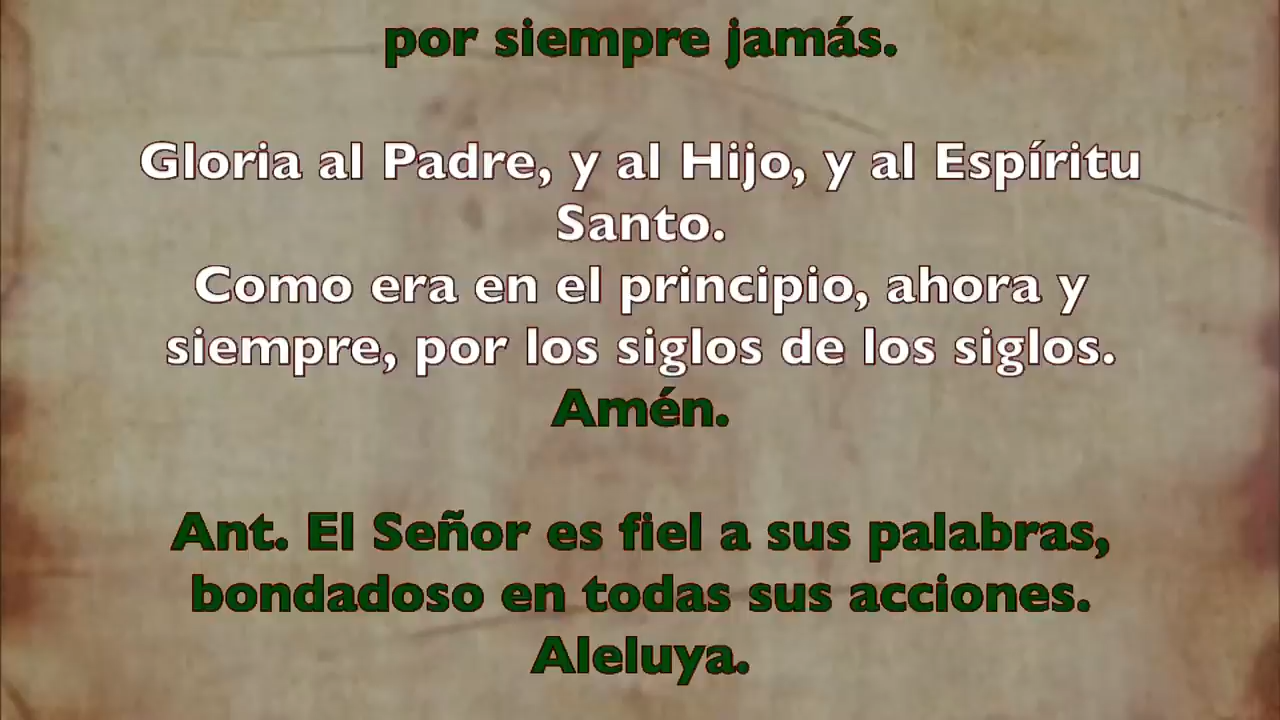 por siempre jamás.
Gloria al Padre, y al Hijo, y al Espíritu
Santo.
Como era en el principio, ahora y
siempre, por los siglos de los siglos.
Amén.
Ant. El Señor es fiel a sus palabras,
bondadoso en todas sus acciones.
Aleluya.